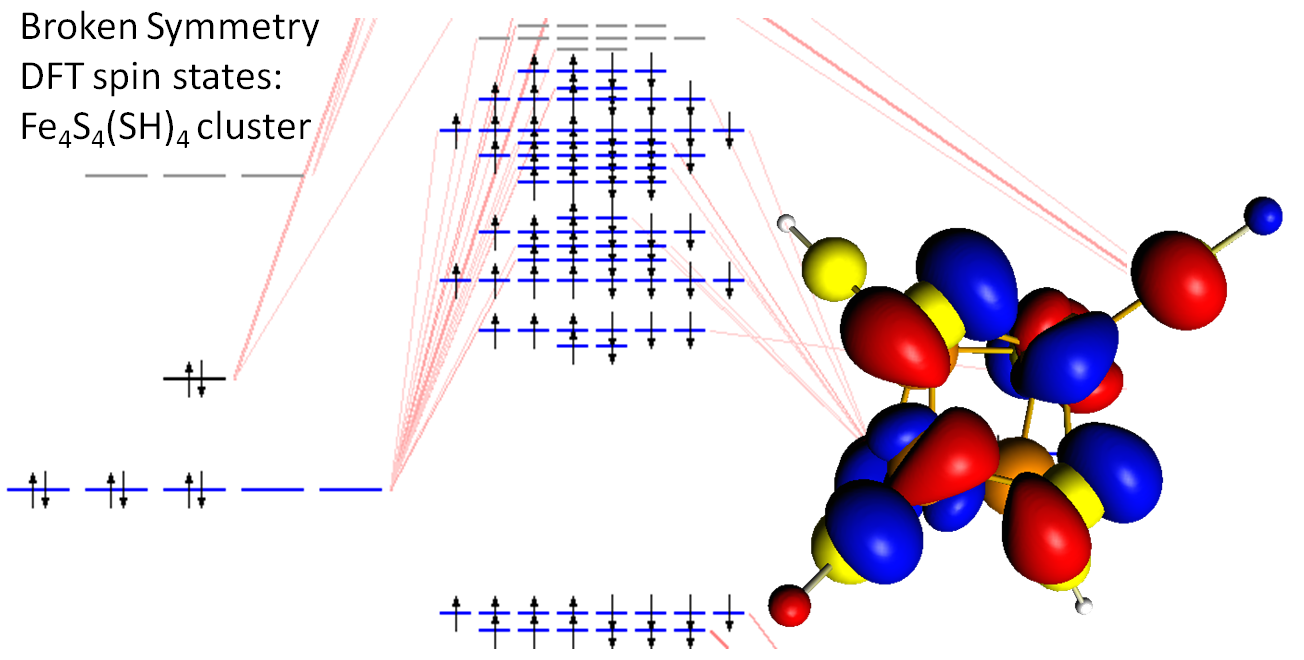 Broken Symmetry
DFT spin states:
Fe₄S₄(SH)₄ cluster